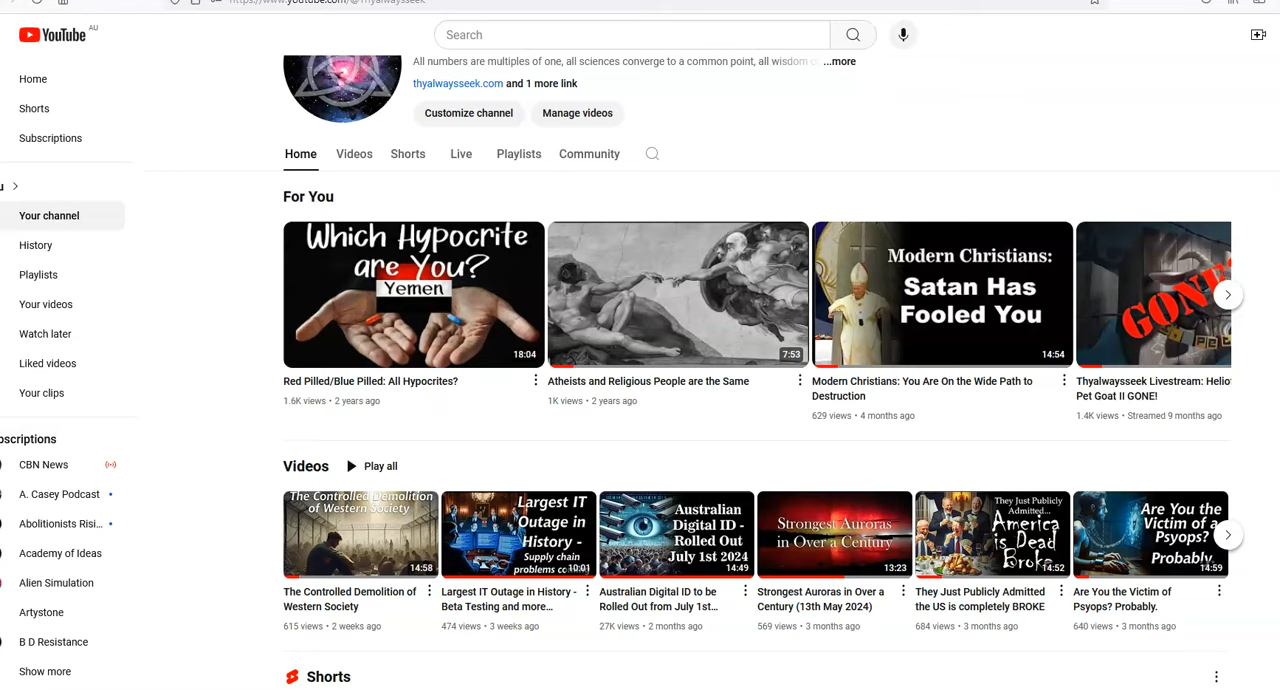 https://www.youtube.com/@Thyalwaysseek
YouTube AU
Search
All numbers are multiples of one, all sciences converge to a common point, all wisdom c ...more
thyalwaysseek.com and 1 more link
Customize channel
Manage videos
Home
Shorts
Subscriptions
Home Videos Shorts Live Playlists Community
u >
Your channel
History
Playlists
Your videos
Watch later
Liked videos
Your clips
bscriptions
CBN News
A. Casey Podcast
Abolitionists Risi...
Academy of Ideas
Alien Simulation
Artystone
B D Resistance
Show more
For You
Which Hypocrite
are You?
Yemen
18:04
Red Pilled/Blue Pilled: All Hypocrites?
1.6K views • 2 years ago
7:53
Atheists and Religious People are the Same
1K views • 2 years ago
Modern Christians:
Satan Has
Fooled You
14:54
Modern Christians: You Are On the Wide Path to
Destruction
629 views • 4 months ago
GONE
Thyalwaysseek Livestream: Helio
Pet Goat II GONE!
1.4K views • Streamed 9 months ago
Videos
Play all
The Controlled Demolition
of Western Society
14:58
The Controlled Demolition of
Western Society
615 views • 2 weeks ago
Largest IT
Outage in
History -
Supply chain
problems co
10:01
Largest IT Outage in History -
Beta Testing and more...
474 views • 3 weeks ago
Australian
Digital ID -
Rolled Out
July 1st 2024
14:49
Australian Digital ID to be
Rolled Out from July 1st...
27K views • 2 months ago
Strongest Auroras
in Over a Century
13:23
Strongest Auroras in Over a
Century (13th May 2024)
569 views • 3 months ago
They Just Publicly
Admitted...
America
is Dead
Broke
14:52
They Just Publicly Admitted
the US is completely BROKE
684 views • 3 months ago
Are You the
Victim of a
Psyops?
Probably.
14:59
Are You the Victim of
Psyops? Probably.
640 views • 3 months ago
Shorts